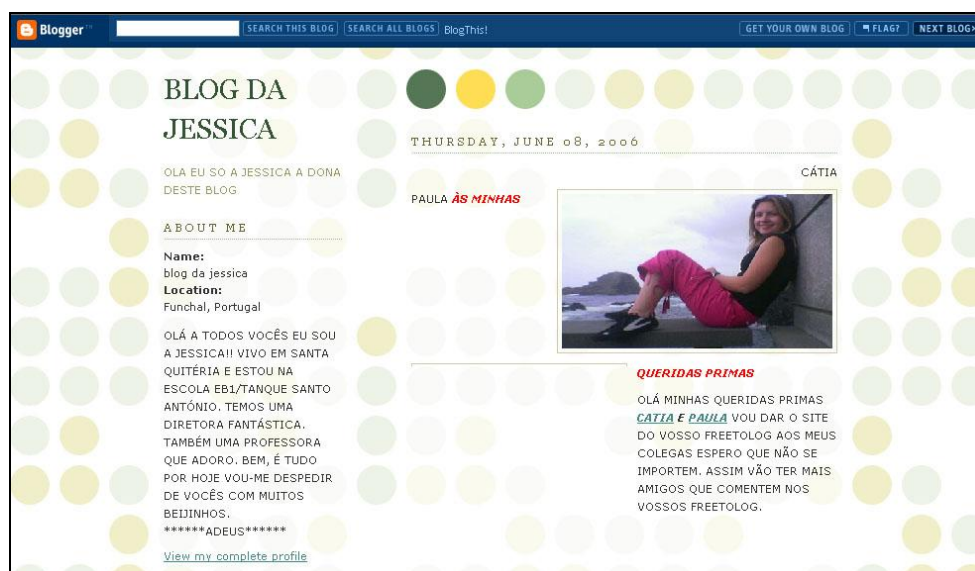 Blogger™ SEARCH THIS BLOG SEARCH ALL BLOGS BlogThis! GET YOUR OWN BLOG FLAG? NEXT BLOG»
BLOG DA
JESSICA
OLA EU SO A JESSICA A DONA
DESTE BLOG
ABOUT ME
Name:
blog da jessica
Location:
Funchal, Portugal
OLÁ A TODOS VOCÊS EU SOU
A JESSICA!! VIVO EM SANTA
QUITÉRIA E ESTOU NA
ESCOLA EB1/TANQUE SANTO
ANTÓNIO. TEMOS UMA
DIRETORA FANTÁSTICA.
TAMBÉM UMA PROFESSORA
QUE ADORO. BEM, É TUDO
POR HOJE VOU-ME DESPEDIR
DE VOCÊS COM MUITOS
BEIJINHOS.
******ADEUS******
View my complete profile
THURSDAY, JUNE 08, 2006
CÁTIA
PAULA ÀS MINHAS
QUERIDAS PRIMAS
OLÁ MINHAS QUERIDAS PRIMAS
CATIA E PAULA VOU DAR O SITE
DO VOSSO FREETOLOG AOS MEUS
COLEGAS ESPERO QUE NÃO SE
IMPORTEM. ASSIM VÃO TER MAIS
AMIGOS QUE COMENTEM NOS
VOSSOS FREETOLOG.